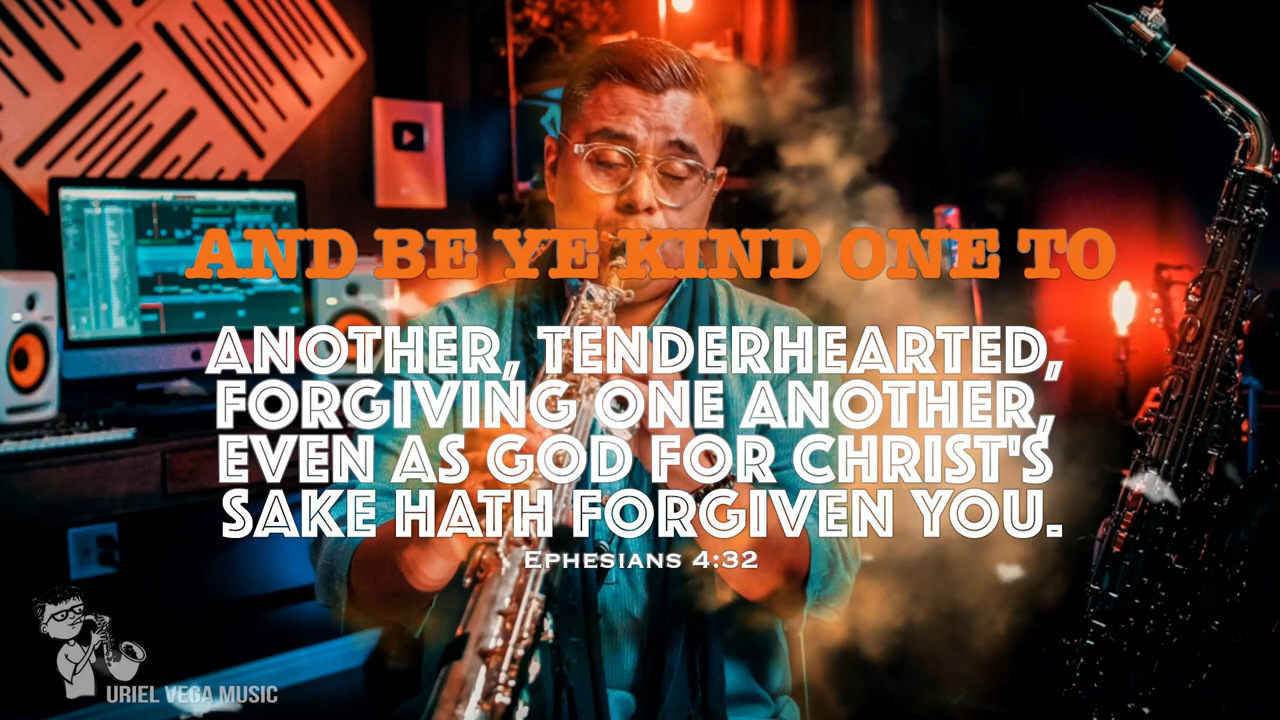 AND BE YE KIND ONE TO
ANOTHER, TENDERHEARTED,
FORGIVING ONE ANOTHER,
EVEN AS GOD FOR CHRIST'S
SAKE HATH FORGIVEN YOU.
EPHESIANS 4:32
URIEL VEGA MUSIC